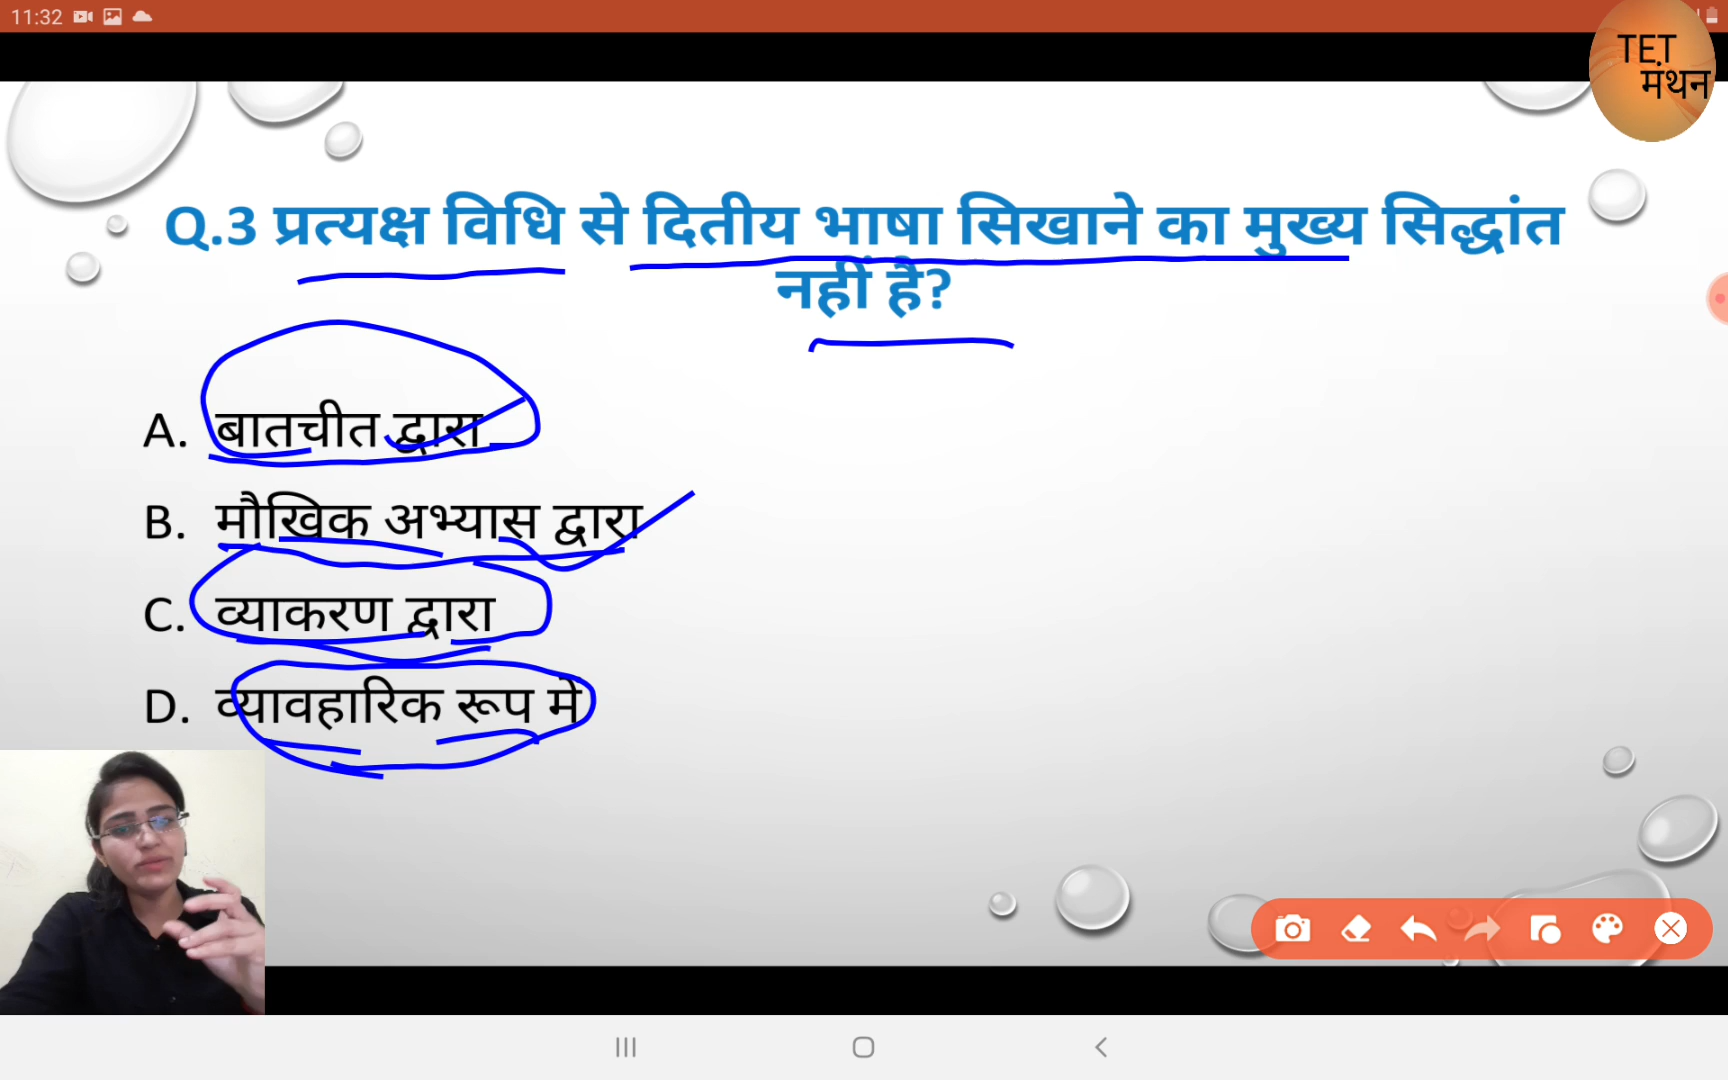 11:32
TET
मंथन
Q.3 प्रत्यक्ष विधि से दितीय भाषा सिखाने का मुख्य सिद्धांत
नहीं है?
A. बातचीत द्वारा
B. मौखिक अभ्यास द्वारा
C. व्याकरण द्वारा
D. व्यावहारिक रूप मे